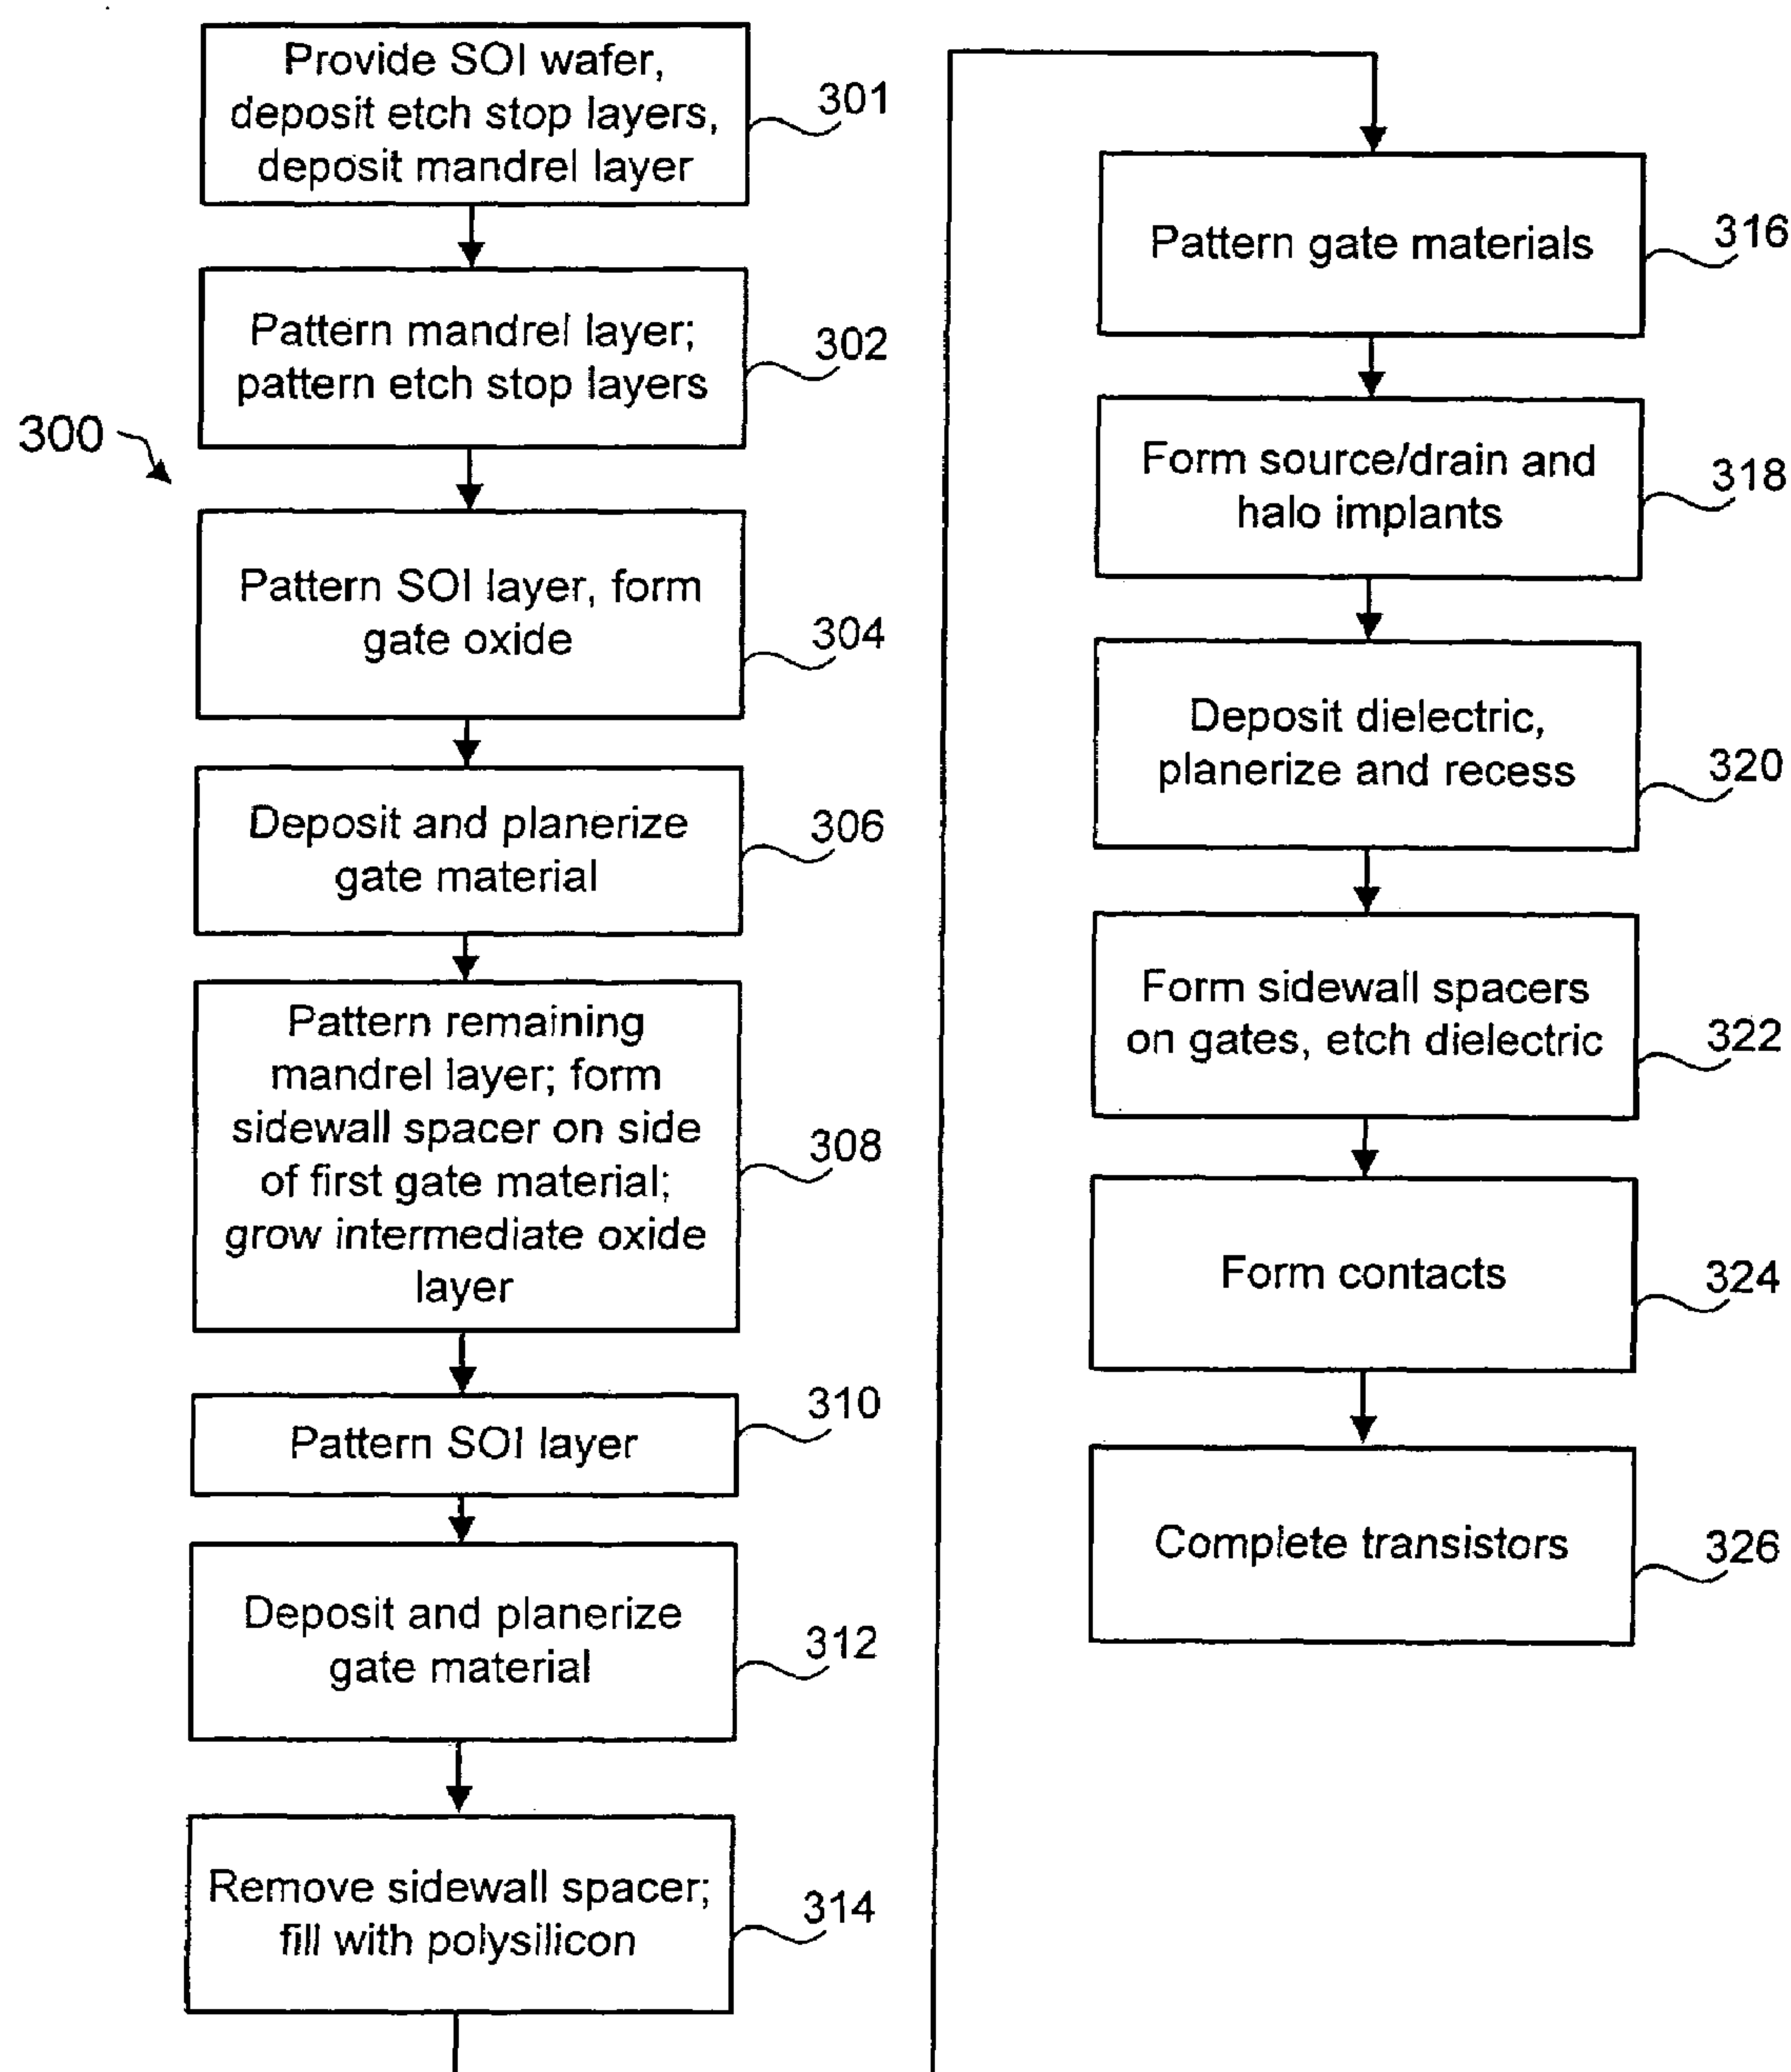 Provide SOI wafer,
deposit etch stop layers,
deposit mandrel layer
301
Pattern mandrel layer;
pattern etch stop layers
302
300
Pattern SOI layer, form
gate oxide
304
Deposit and planerize
gate material
306
Pattern remaining
mandrel layer; form
sidewall spacer on side
of first gate material;
grow intermediate oxide
layer
308
Pattern SOI layer
310
Deposit and planerize
gate material
312
Remove sidewall spacer;
fill with polysilicon
314
Pattern gate materials
316
Form source/drain and
halo implants
318
Deposit dielectric,
planerize and recess
320
Form sidewall spacers
on gates, etch dielectric
322
Form contacts
324
Complete transistors
326